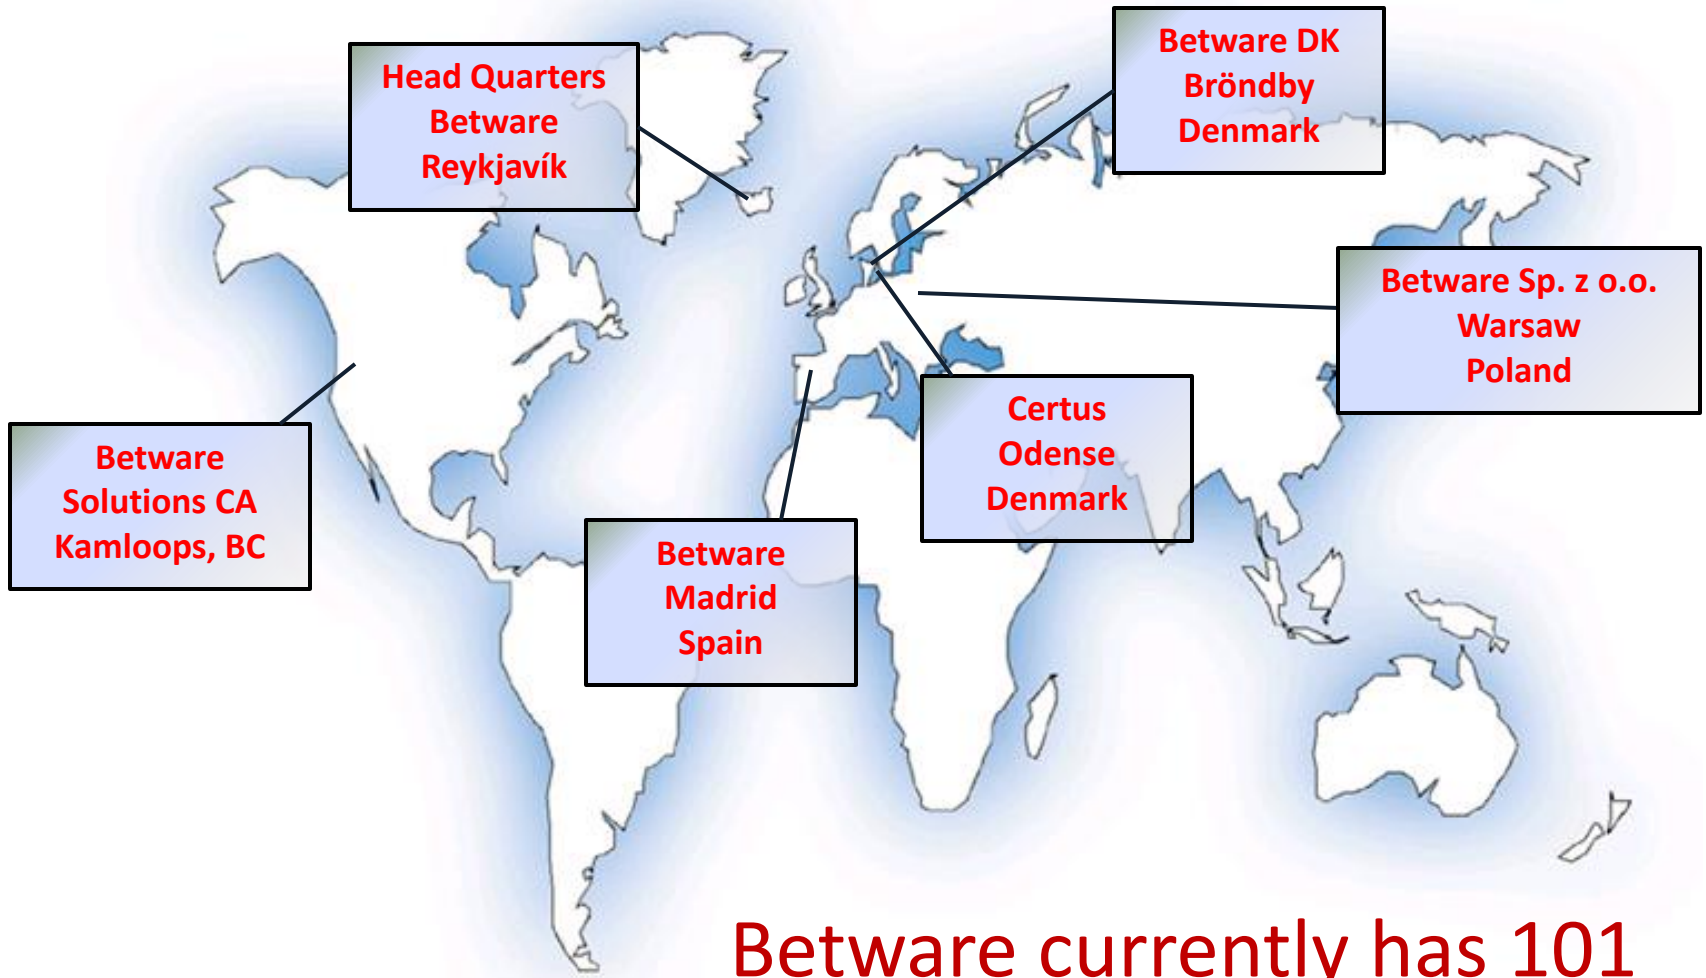 Head Quarters
Betware
Reykjavík
Betware DK
Bröndby
Denmark
Betware Sp. z o.o.
Warsaw
Poland
Certus
Odense
Denmark
Betware
Solutions CA
Kamloops, BC
Betware
Madrid
Spain
Betware currently has 101